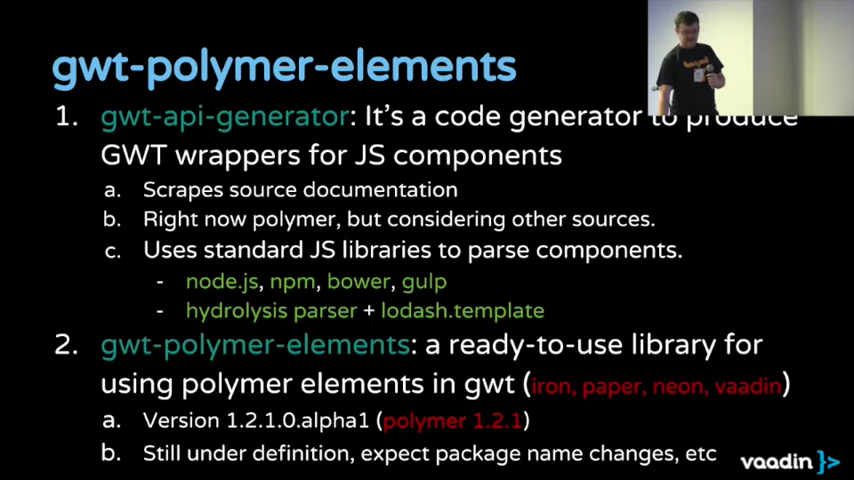 gwt-polymer-elements
1. gwt-api-generator: It's a code generator to produce
GWT wrappers for JS components
a. Scrapes source documentation
b. Right now polymer, but considering other sources.
c. Uses standard JS libraries to parse components.
- node.js, npm, bower, gulp
- hydrolysis parser + lodash.template
2. gwt-polymer-elements: a ready-to-use library for
using polymer elements in gwt (iron, paper, neon, vaadin)
a. Version 1.2.1.0.alpha1 (polymer 1.2.1)
b. Still under definition, expect package name changes, etc
vaadin }>